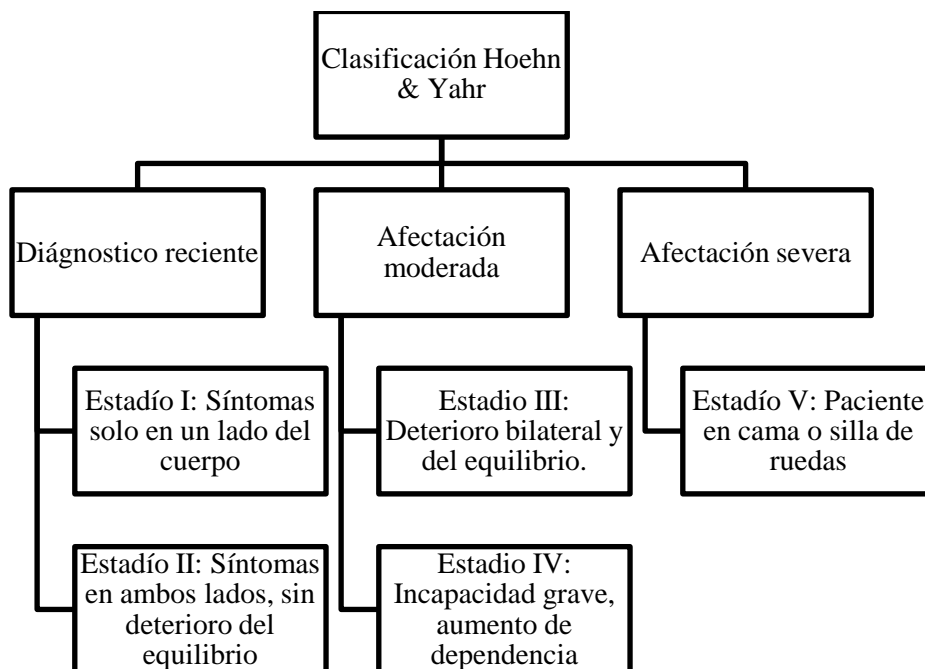 Clasificación Hoehn
& Yahr
Diágnostico reciente
Afectación
moderada
Afectación severa
Estadío I: Síntomas
solo en un lado del
cuerpo
Estadio III:
Deterioro bilateral y
del equilibrio.
Estadío V: Paciente
en cama o silla de
ruedas
Estadío II: Síntomas
en ambos lados, sin
deterioro del
equilibrio
Estadio IV:
Incapacidad grave,
aumento de
dependencia